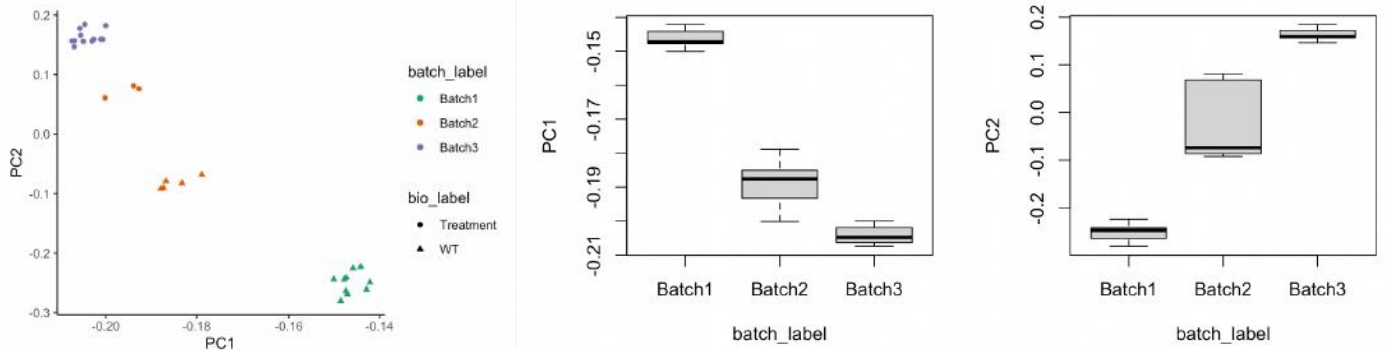 0.2
0.1
0.0
-0.1
-0.2
-0.3
PC2
-0.20
-0.18
-0.16
-0.14
PC1
batch_label
Batch1
Batch2
Batch3
bio_label
Treatment
WT
PC1
-0.15
-0.17
-0.19
-0.21
Batch1
Batch2
Batch3
batch_label
PC2
0.2
0.1
0.0
-0.1
-0.2
Batch1
Batch2
Batch3
batch_label